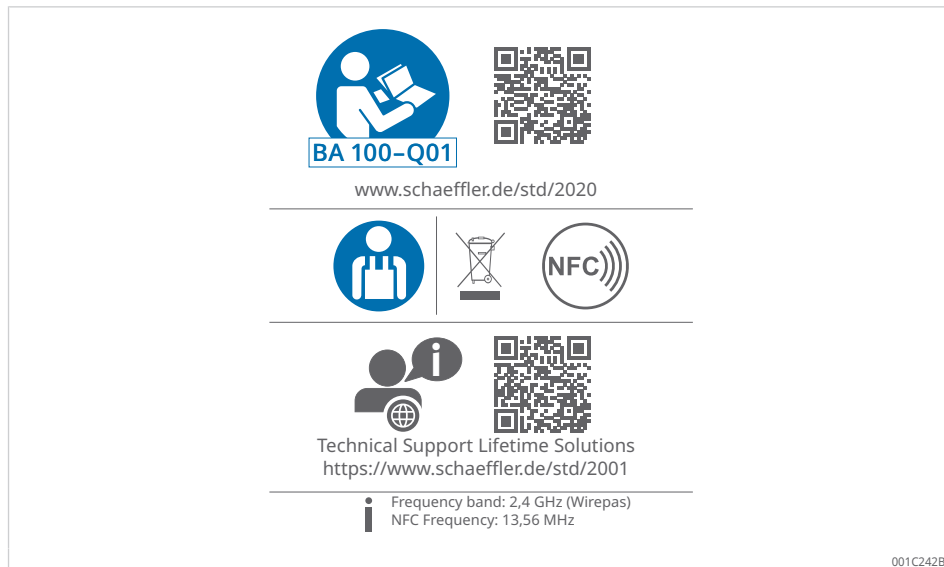 BA 100–Q01
www.schaeffler.de/std/2020
NFC
i
Technical Support Lifetime Solutions
https://www.schaeffler.de/std/2001
i
Frequency band: 2,4 GHz (Wirepas)
NFC Frequency: 13,56 MHz
001C242B